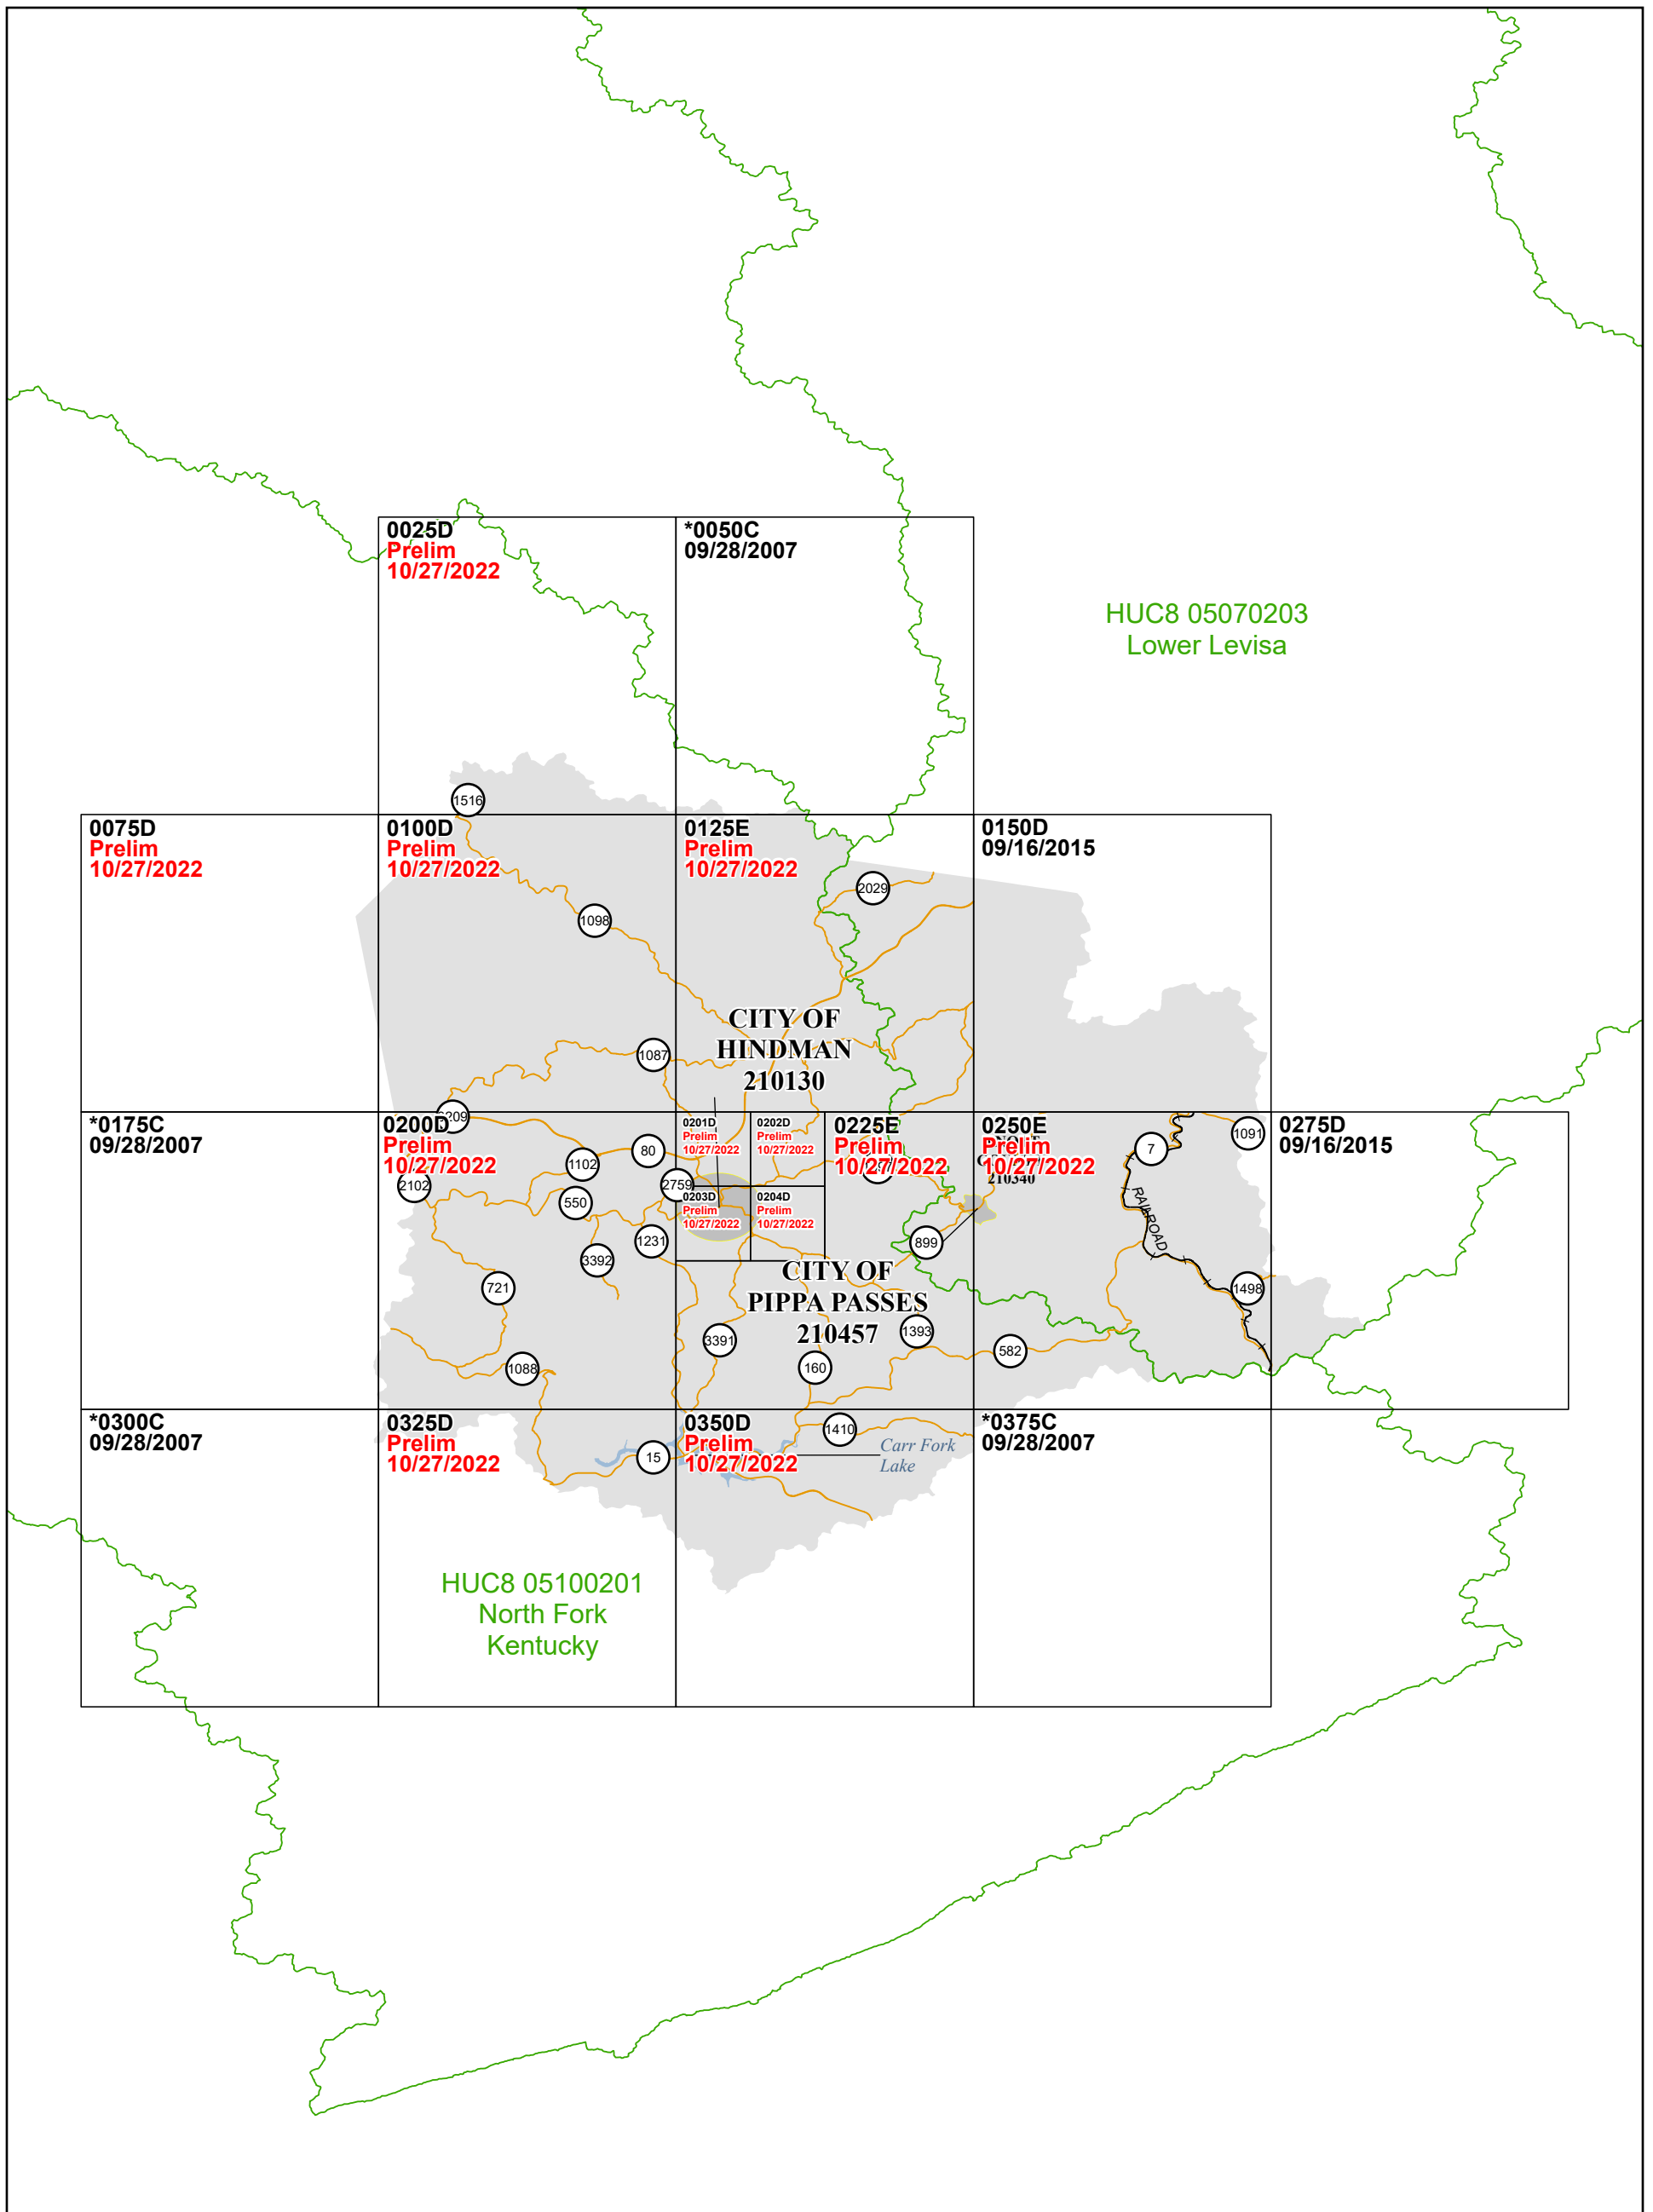 0025D
Prelim
10/27/2022
*0050C
09/28/2007
HUC8 05070203
Lower Levisa
1516
0075D
Prelim
10/27/2022
0100D
Prelim
10/27/2022
0125E
Prelim
10/27/2022
0150D
09/16/2015
2029
1098
CITY OF
HINDMAN
210130
1087
*0175C
09/28/2007
0200D
Prelim
10/27/2022
0201D
Prelim
10/27/2022
0202D
Prelim
10/27/2022
0225E
Prelim
10/27/2022
0250E
Prelim
10/27/2022
210340
7
1091
0275D
09/16/2015
80
1102
2102
2759
550
0203D
Prelim
10/27/2022
0204D
Prelim
10/27/2022
RAILROAD
1231
899
3392
721
CITY OF
PIPPA PASSES
210457
1498
3391
1393
582
160
1088
*0300C
09/28/2007
0325D
Prelim
10/27/2022
0350D
Prelim
10/27/2022
*0375C
09/28/2007
1410
15
Carr Fork
Lake
HUC8 05100201
North Fork
Kentucky